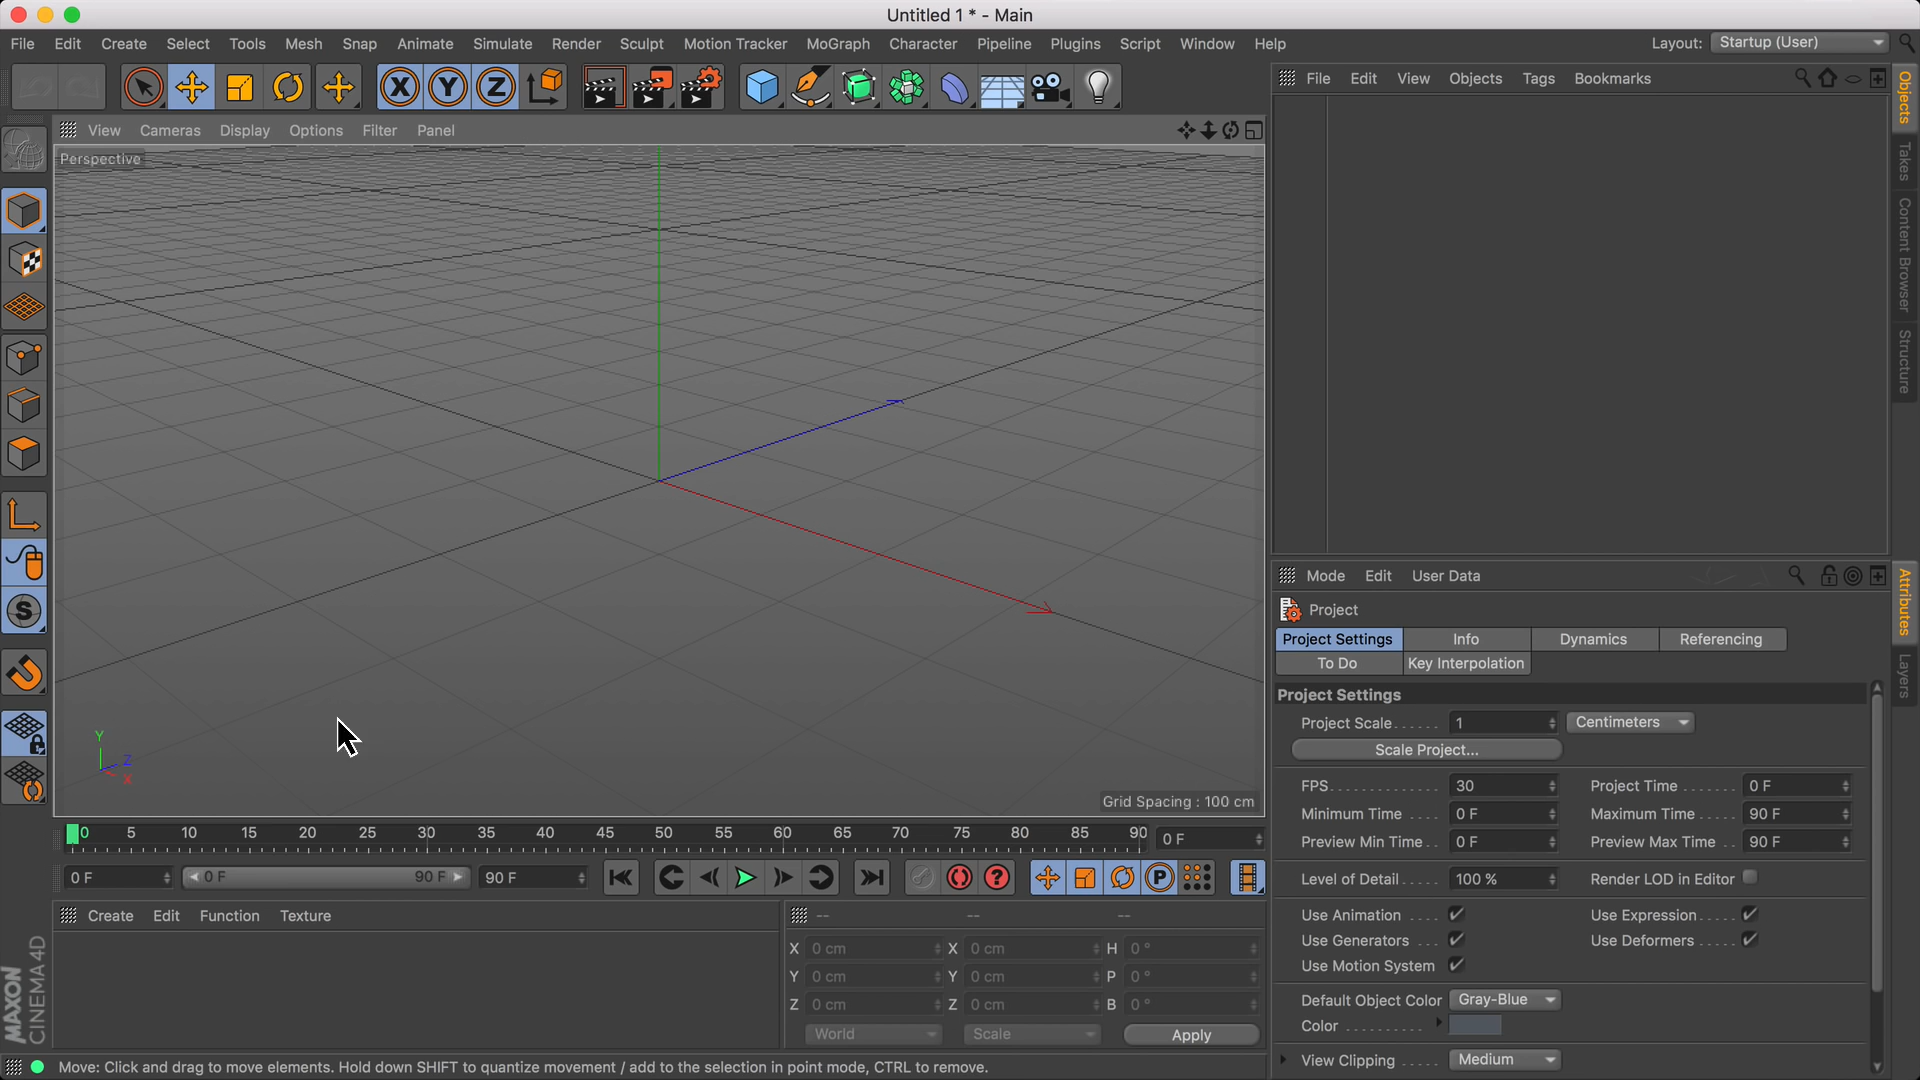 Untitled 1 * - Main
File Edit Create Select Tools Mesh Snap Animate Simulate Render Sculpt Motion Tracker MoGraph Character Pipeline Plugins Script Window Help Layout: Startup (User)
X Y Z
File Edit View Objects Tags Bookmarks
Objects
Takes
Content Browser
Structure
View Cameras Display Options Filter Panel
Perspective
Y
Z
X
Grid Spacing : 100 cm
S
Mode Edit User Data
Attributes
Layers
Project
Project Settings Info Dynamics Referencing
To Do Key Interpolation
Project Settings
Project Scale 1 Centimeters
Scale Project...
FPS 30 Project Time 0 F
Minimum Time 0 F Maximum Time 90 F
Preview Min Time 0 F Preview Max Time 90 F
Level of Detail 100 % Render LOD in Editor
Use Animation Use Expression
Use Generators Use Deformers
Use Motion System
Default Object Color Gray-Blue
Color
View Clipping Medium
0 5 10 15 20 25 30 35 40 45 50 55 60 65 70 75 80 85 90 0 F
0 F 0 F 90 F 90 F ? P
Create Edit Function Texture
-- -- --
X 0 cm X 0 cm H 0 °
Y 0 cm Y 0 cm P 0 °
Z 0 cm Z 0 cm B 0 °
World Scale Apply
MAXON
CINEMA 4D
Move: Click and drag to move elements. Hold down SHIFT to quantize movement / add to the selection in point mode, CTRL to remove.